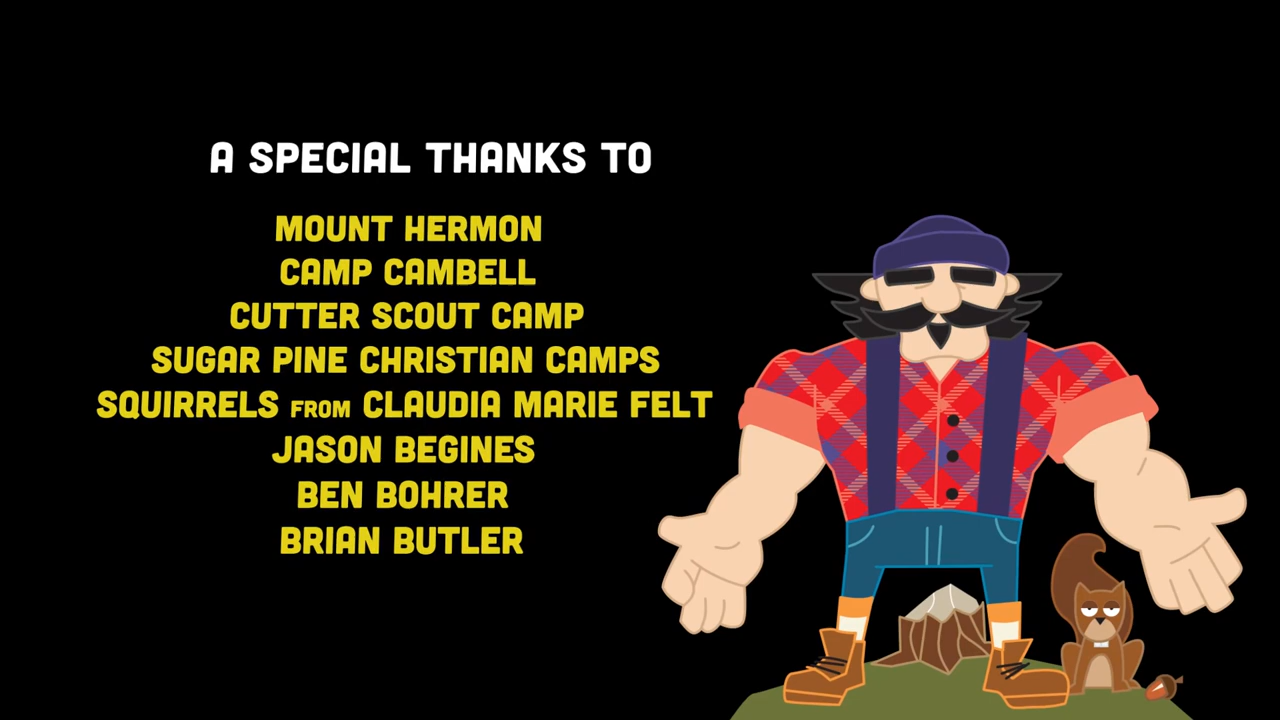 A SPECIAL THANKS TO
MOUNT HERMON
CAMP CAMBELL
CUTTER SCOUT CAMP
SUGAR PINE CHRISTIAN CAMPS
SQUIRRELS FROM CLAUDIA MARIE FELT
JASON BEGINES
BEN BOHRER
BRIAN BUTLER